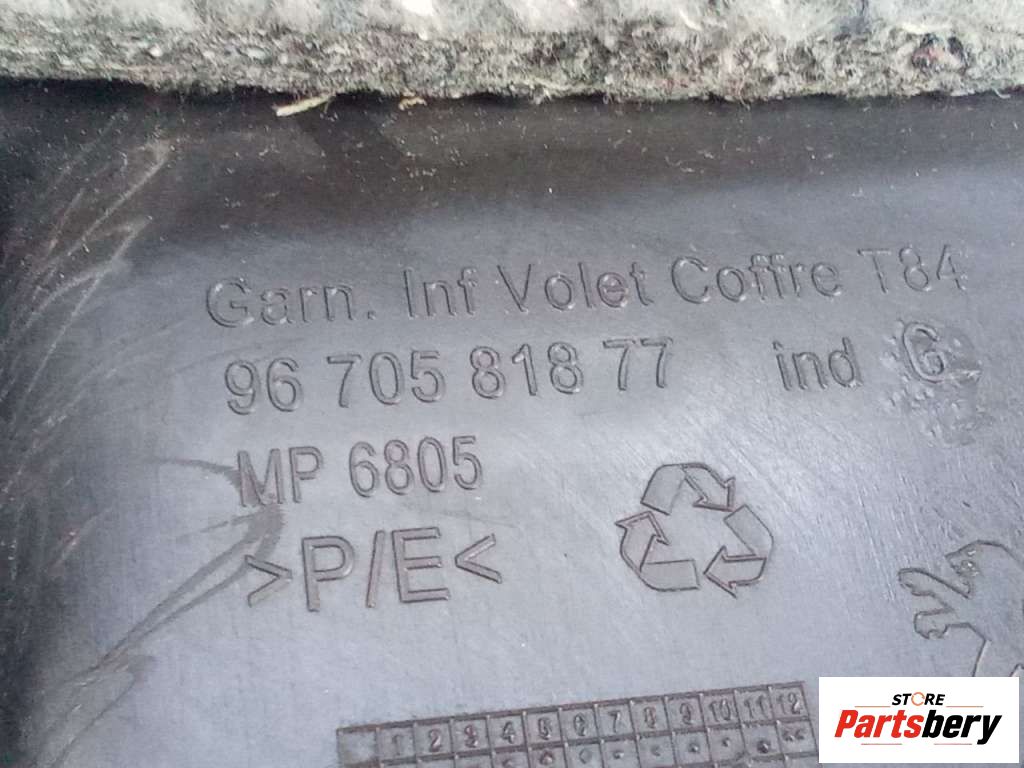 Garn. Inf Volet Coffre T84
96 705 818 77 ind G
MP 6805
>P/E<
1 2 3 4 5 6 7 8 9 10 11 12
STORE
Partsbery